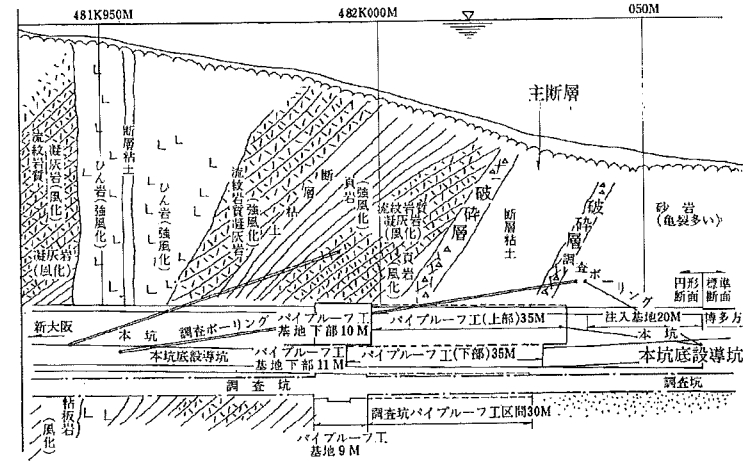 481K950M
482K000M
050M
主断層
流紋岩質
凝灰岩(風化)
凝灰岩(風化)
ひん岩(強風化)
断層粘土
ひん岩(強風化)
流紋岩質凝灰岩
(強風化)
断層粘土
頁岩
(強風化)
流紋岩質
凝灰岩
頁岩
(風化)
破砕層
断層粘土
破砕層
砂岩
(亀裂多い)
調査ボーリング
円形断面
標準断面
新大阪
本坑
調査ボーリング
パイプルーフ工
基地下部10M
パイプルーフ工(上部)35M
注入基地20M
博多方
本坑
本坑底設導坑
パイプルーフ工
基地下部11M
パイプルーフ工(下部)35M
本坑底設導坑
調査坑
調査坑
粘板岩
(風化)
調査坑パイプルーフ工区間30M
パイプルーフ工
基地9M